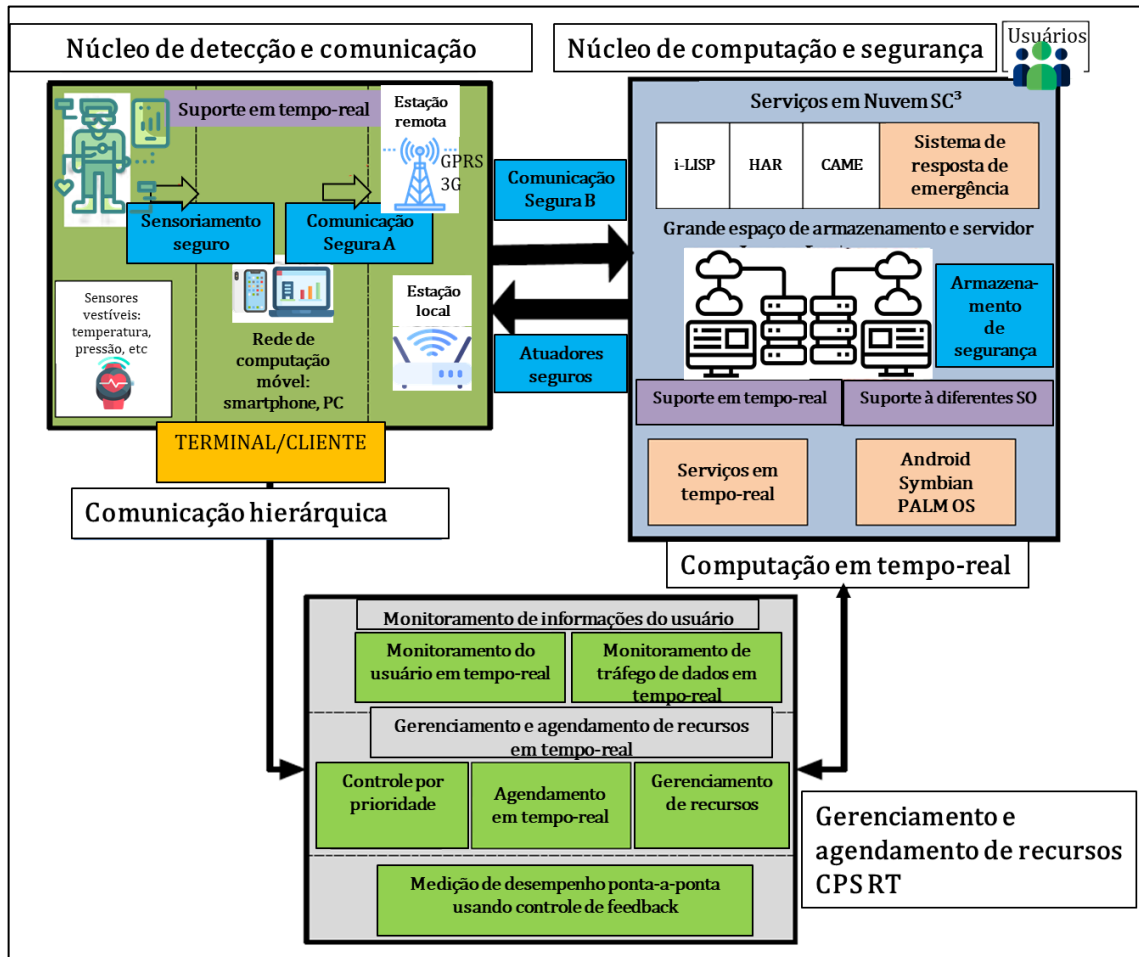 Núcleo de detecção e comunicação
Núcleo de computação e segurança
Usuários
Suporte em tempo-real
Estação
remota
GPRS
3G
Sensoriamento
seguro
Comunicação
Segura A
Sensores
vestíveis:
temperatura,
pressão, etc
Rede de
computação
móvel:
smartphone, PC
Estação
local
TERMINAL/CLIENTE
Comunicação
Segura B
Atuadores
seguros
Serviços em Nuvem SC³
i-LISP
HAR
CAME
Sistema de
resposta de
emergência
Grande espaço de armazenamento e servidor
Armazena-
mento
de
segurança
Suporte em tempo-real
Suporte à diferentes SO
Serviços em
tempo-real
Android
Symbian
PALM OS
Comunicação hierárquica
Computação em tempo-real
Monitoramento de informações do usuário
Monitoramento do
usuário em tempo-real
Monitoramento de
tráfego de dados em
tempo-real
Gerenciamento e agendamento de recursos
em tempo-real
Controle por
prioridade
Agendamento
em tempo-real
Gerenciamento
de recursos
Medição de desempenho ponta-a-ponta
usando controle de feedback
Gerenciamento e
agendamento de recursos
CPS RT